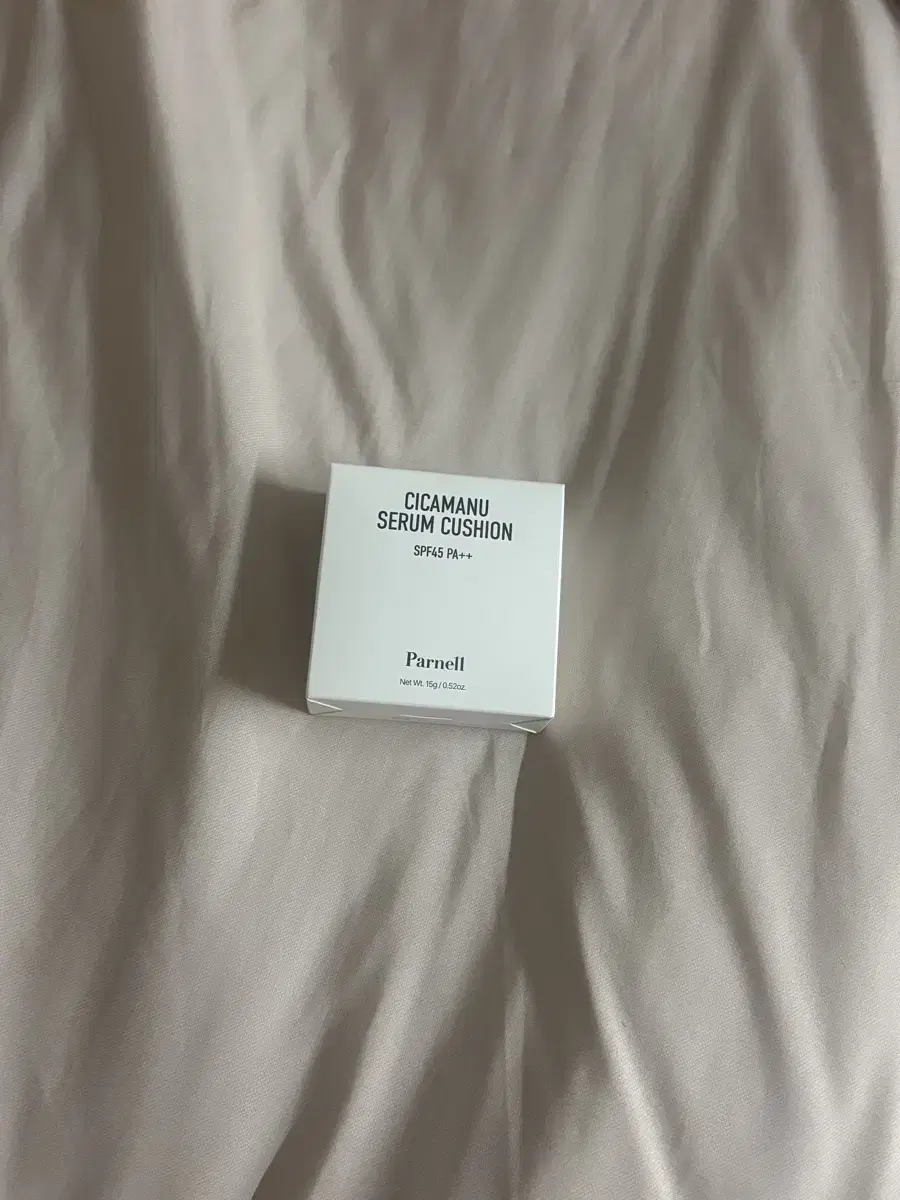 CICAMANU
SERUM CUSHION
SPF45 PA++
Parnell
Net Wt. 15g / 0.52oz.